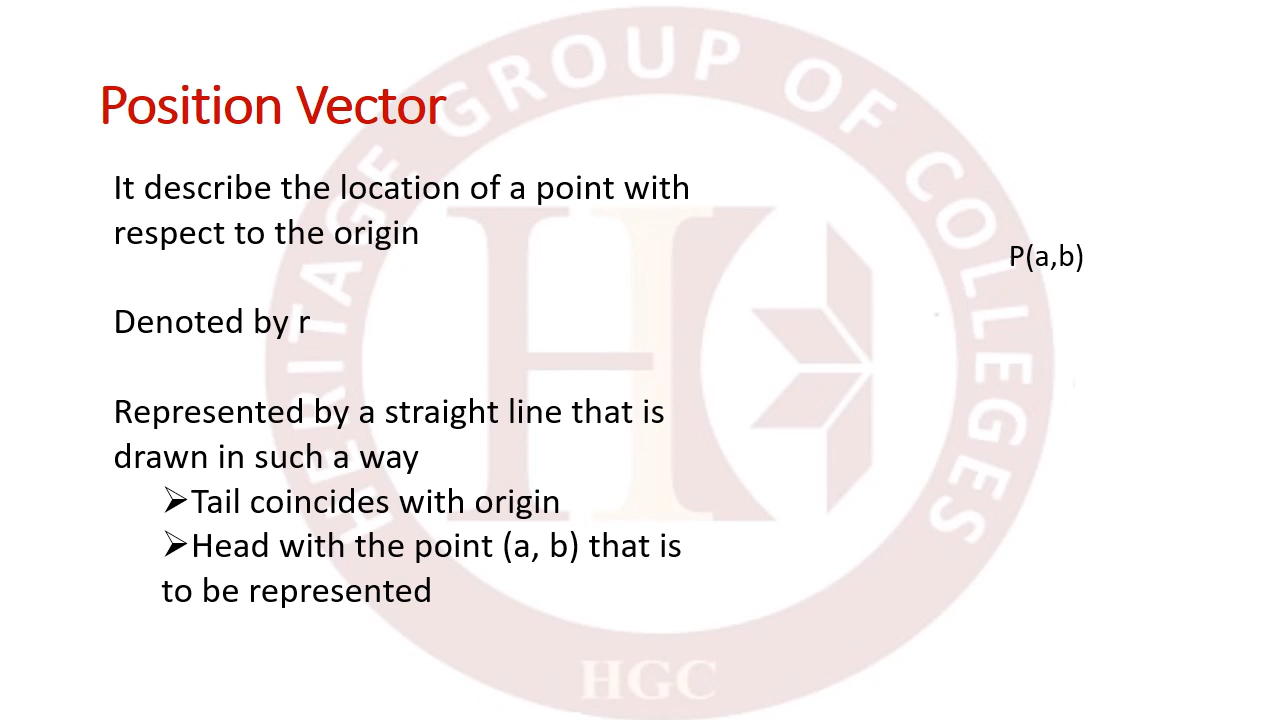 HERITAGE GROUP OF COLLEGES
Position Vector
It describe the location of a point with
respect to the origin
P(a,b)
Denoted by r
Represented by a straight line that is
drawn in such a way
➢Tail coincides with origin
➢Head with the point (a, b) that is
to be represented
HGC